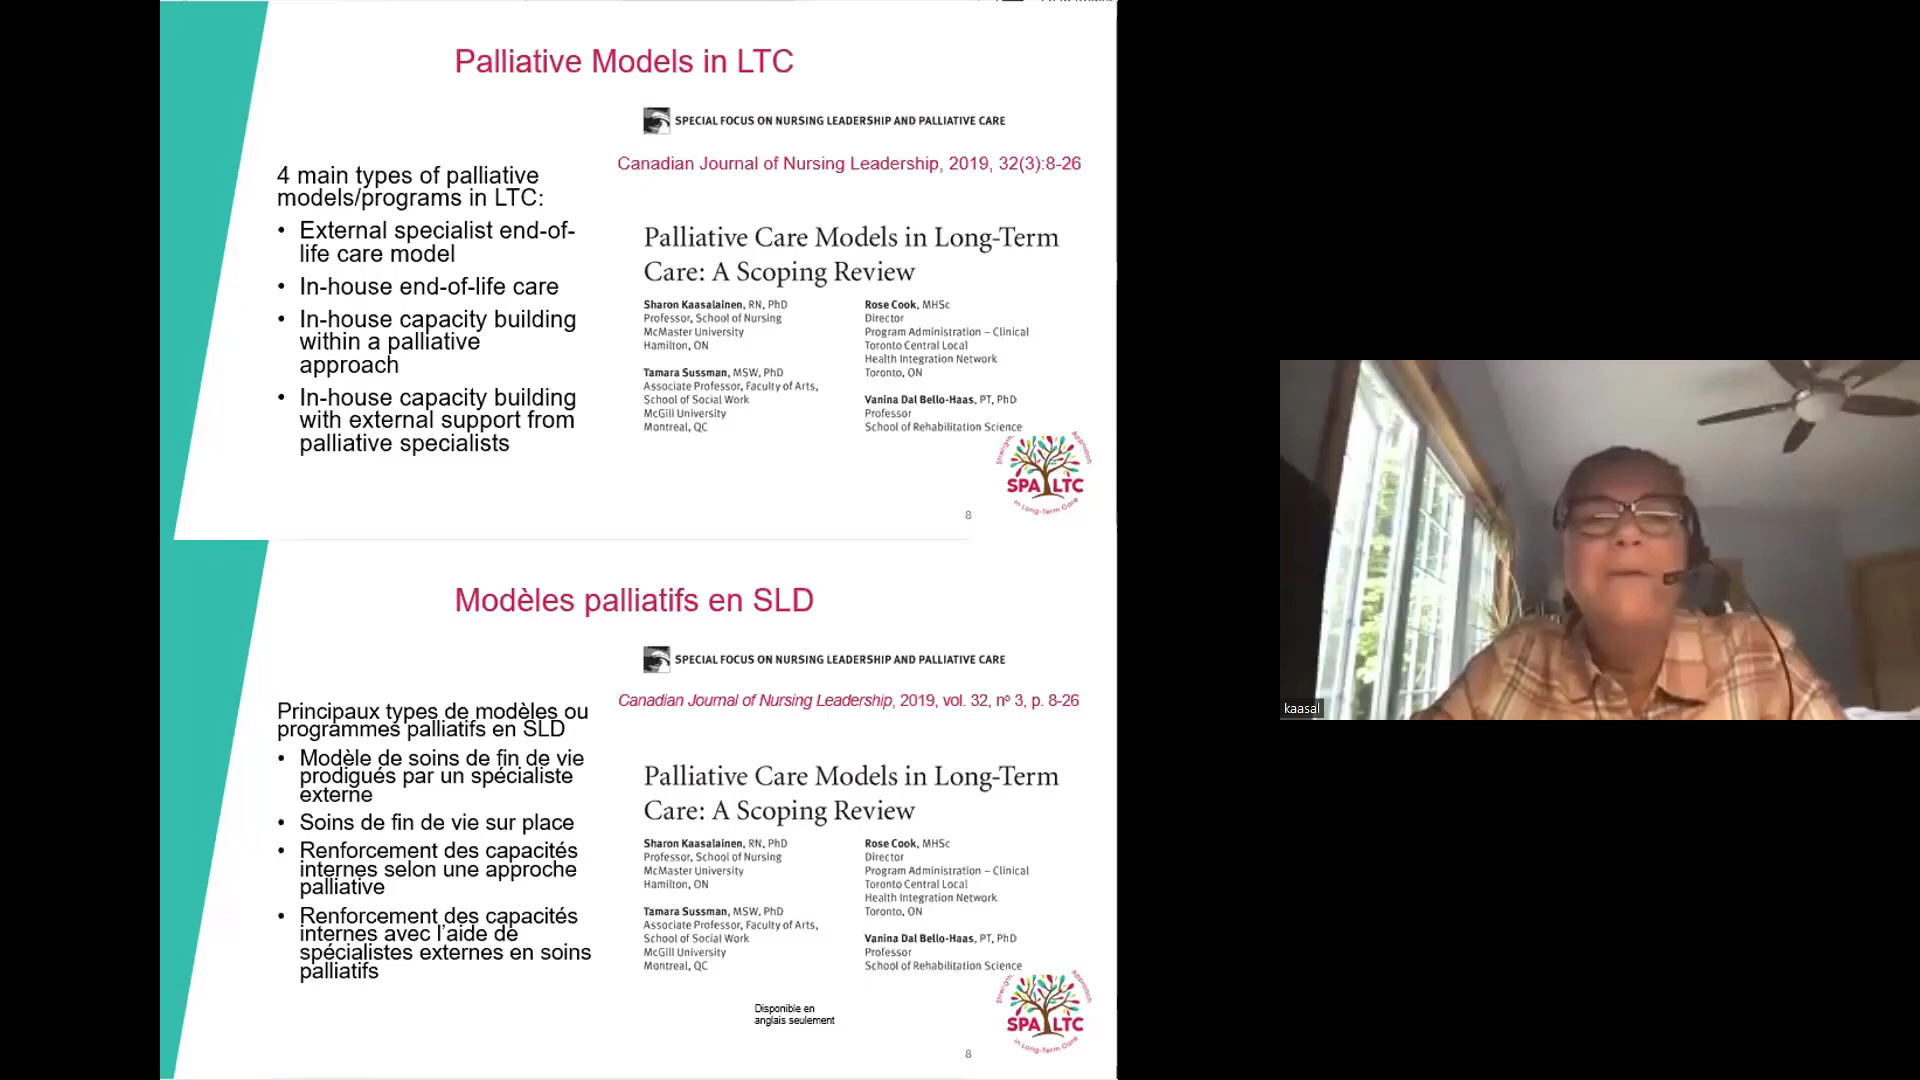 Palliative Models in LTC
SPECIAL FOCUS ON NURSING LEADERSHIP AND PALLIATIVE CARE
Canadian Journal of Nursing Leadership, 2019, 32(3):8-26
4 main types of palliative
models/programs in LTC:
• External specialist end-of-
life care model
• In-house end-of-life care
• In-house capacity building
within a palliative
approach
• In-house capacity building
with external support from
palliative specialists
Palliative Care Models in Long-Term
Care: A Scoping Review
Sharon Kaasalainen, RN, PhD
Professor, School of Nursing
McMaster University
Hamilton, ON
Tamara Sussman, MSW, PhD
Associate Professor, Faculty of Arts,
School of Social Work
McGill University
Montreal, QC
Rose Cook, MHSc
Director
Program Administration – Clinical
Toronto Central Local
Health Integration Network
Toronto, ON
Vanina Dal Bello-Haas, PT, PhD
Professor
School of Rehabilitation Science
SPA LTC
in Long-Term Care
8
Modèles palliatifs en SLD
SPECIAL FOCUS ON NURSING LEADERSHIP AND PALLIATIVE CARE
Canadian Journal of Nursing Leadership, 2019, vol. 32, nº 3, p. 8-26
Principaux types de modèles ou
programmes palliatifs en SLD
• Modèle de soins de fin de vie
prodigués par un spécialiste
externe
• Soins de fin de vie sur place
• Renforcement des capacités
internes selon une approche
palliative
• Renforcement des capacités
internes avec l’aide de
spécialistes externes en soins
palliatifs
Palliative Care Models in Long-Term
Care: A Scoping Review
Sharon Kaasalainen, RN, PhD
Professor, School of Nursing
McMaster University
Hamilton, ON
Tamara Sussman, MSW, PhD
Associate Professor, Faculty of Arts,
School of Social Work
McGill University
Montreal, QC
Rose Cook, MHSc
Director
Program Administration – Clinical
Toronto Central Local
Health Integration Network
Toronto, ON
Vanina Dal Bello-Haas, PT, PhD
Professor
School of Rehabilitation Science
Disponible en
anglais seulement
SPA LTC
in Long-Term Care
8
kaasal